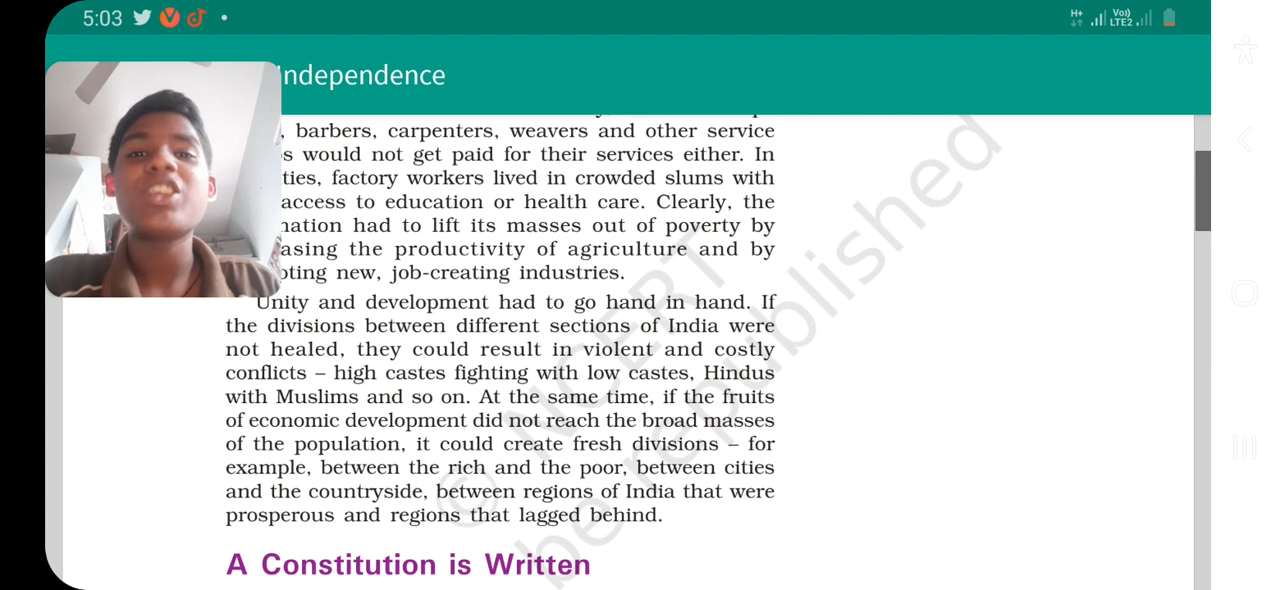 5:03
H+
Vo))
LTE2
Independence
barbers, carpenters, weavers and other service
would not get paid for their services either. In
factory workers lived in crowded slums with
access to education or health care. Clearly, the
nation had to lift its masses out of poverty by
the productivity of agriculture and by
new, job-creating industries.
Unity and development had to go hand in hand. If
the divisions between different sections of India were
not healed, they could result in violent and costly
conflicts – high castes fighting with low castes, Hindus
with Muslims and so on. At the same time, if the fruits
of economic development did not reach the broad masses
of the population, it could create fresh divisions – for
example, between the rich and the poor, between cities
and the countryside, between regions of India that were
prosperous and regions that lagged behind.
A Constitution is Written
© NCERT
be republished